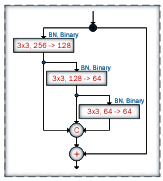 BN, Binary
3x3, 256 -> 128
BN, Binary
3x3, 128 -> 64
BN, Binary
3x3, 64 -> 64
C
+